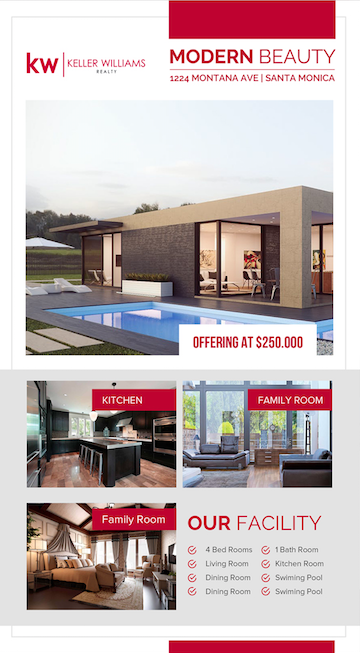 kw KELLER WILLIAMS
REALTY
MODERN BEAUTY
1224 MONTANA AVE | SANTA MONICA
OFFERING AT $250.000
KITCHEN
FAMILY ROOM
Family Room
OUR FACILITY
4 Bed Rooms 1 Bath Room
Living Room Kitchen Room
Dining Room Swiming Pool
Dining Room Swiming Pool